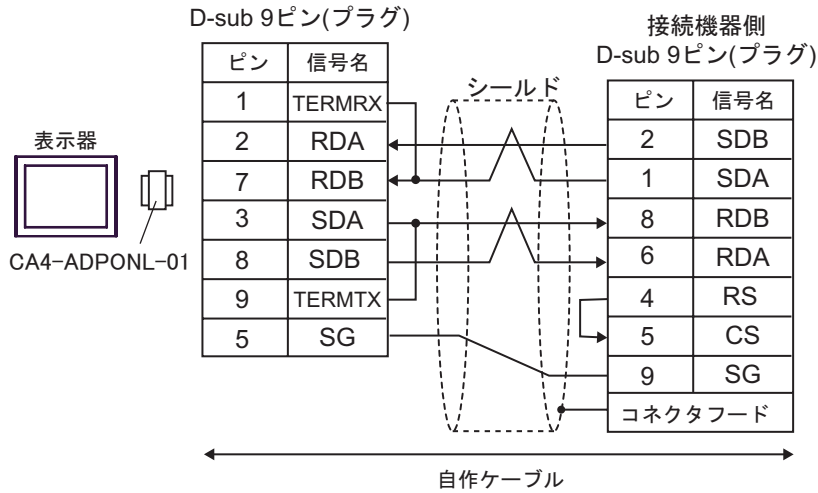 D-sub 9ピン(プラグ)
ピン 信号名
1 TERMRX
2 RDA
7 RDB
3 SDA
8 SDB
9 TERMTX
5 SG
表示器
CA4-ADPONL-01
シールド
接続機器側
D-sub 9ピン(プラグ)
ピン 信号名
2 SDB
1 SDA
8 RDB
6 RDA
4 RS
5 CS
9 SG
コネクタフード
自作ケーブル